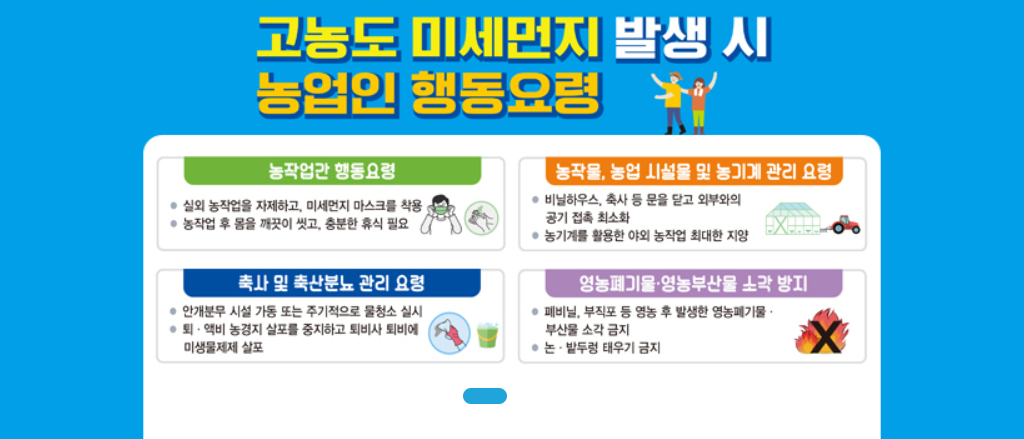 고농도 미세먼지 발생 시
농업인 행동요령
농작업간 행동요령
• 실외 농작업을 자제하고, 미세먼지 마스크를 착용
• 농작업 후 몸을 깨끗이 씻고, 충분한 휴식 필요
농작물, 농업 시설물 및 농기계 관리 요령
• 비닐하우스, 축사 등 문을 닫고 외부와의
공기 접촉 최소화
• 농기계를 활용한 야외 농작업 최대한 지양
축사 및 축산분뇨 관리 요령
• 안개분무 시설 가동 또는 주기적으로 물청소 실시
• 퇴 · 액비 농경지 살포를 중지하고 퇴비사 퇴비에
미생물제제 살포
영농폐기물·영농부산물 소각 방지
• 폐비닐, 부직포 등 영농 후 발생한 영농폐기물 ·
부산물 소각 금지
• 논 · 밭두렁 태우기 금지
X